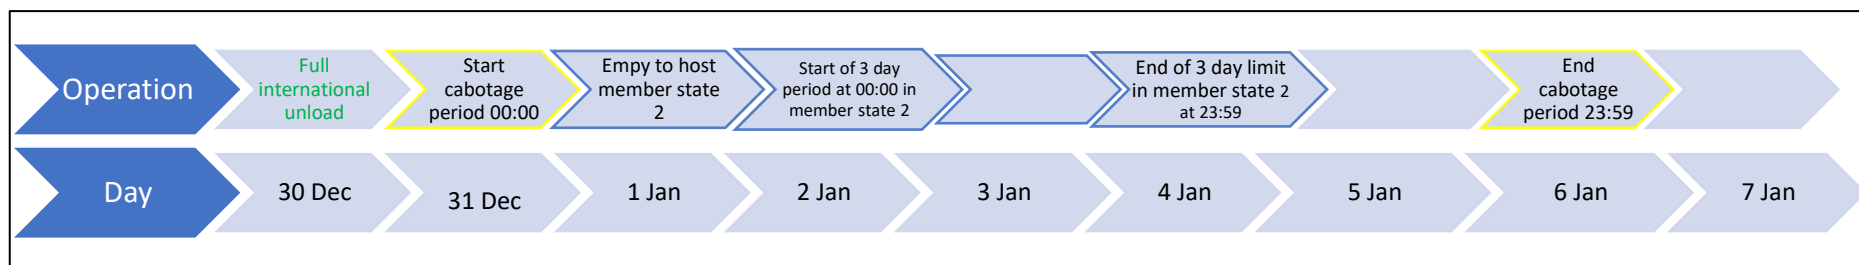 Operation
Full
international
unload
Start
cabotage
period 00:00
Empy to host
member state
2
Start of 3 day
period at 00:00 in
member state 2
End of 3 day limit
in member state 2
at 23:59
End
cabotage
period 23:59
Day
30 Dec
31 Dec
1 Jan
2 Jan
3 Jan
4 Jan
5 Jan
6 Jan
7 Jan